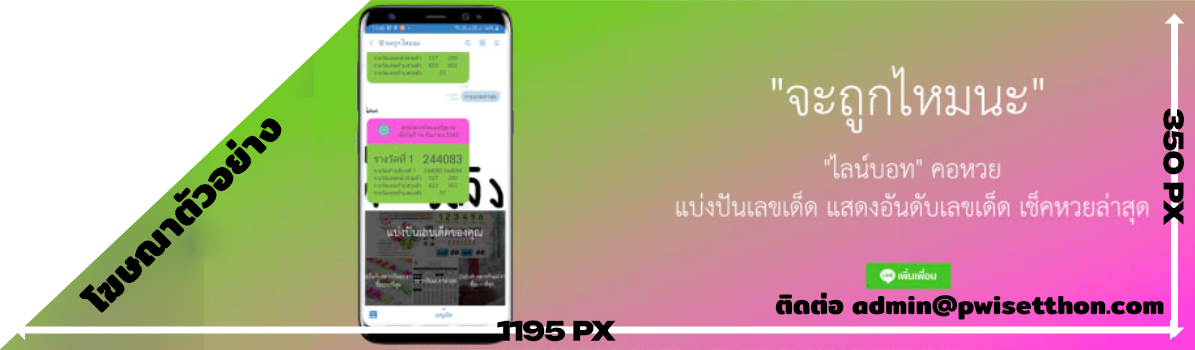 โฆษณาตัวอย่าง
จะถูกไหมนะ
รางวัลที่ 1 244083
แบ่งปันเลขเด็ดของคุณ
เมนูลัด
"จะถูกไหมนะ"
"ไลน์บอท" คอหวย
แบ่งปันเลขเด็ด แสดงอันดับเลขเด็ด เช็คหวยล่าสุด
LINE เพิ่มเพื่อน
ติดต่อ admin@pwisetthon.com
350 PX
1195 PX